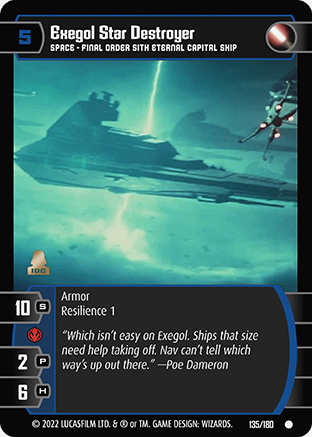 5
Exegol Star Destroyer
SPACE - FINAL ORDER SITH ETERNAL CAPITAL SHIP
IDC
10 S
Armor
Resilience 1
2 P
6 H
“Which isn’t easy on Exegol. Ships that size
need help taking off. Nav can’t tell which
way’s up out there.” —Poe Dameron
© 2022 LUCASFILM LTD. & ® or TM. GAME DESIGN: WIZARDS.
135/180